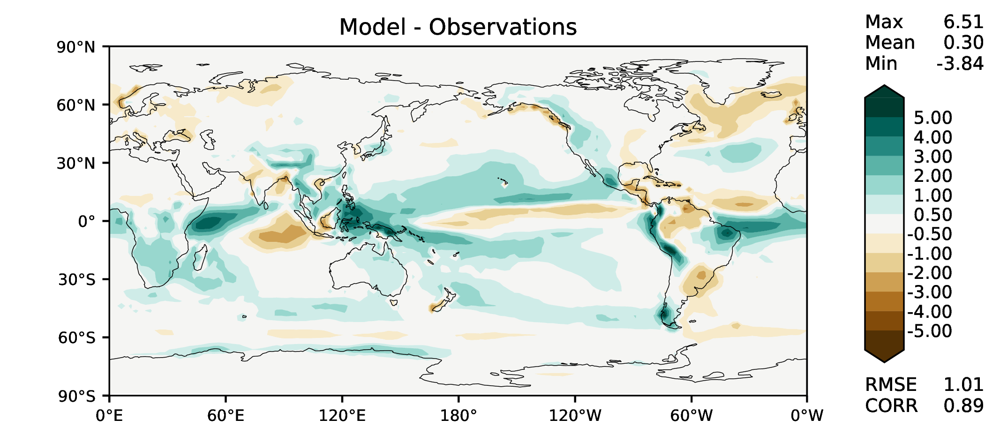 Model - Observations
Max 6.51
Mean 0.30
Min -3.84
90°N
60°N
30°N
0°
30°S
60°S
90°S
0°E 60°E 120°E 180° 120°W 60°W 0°W
5.00
4.00
3.00
2.00
1.00
0.50
-0.50
-1.00
-2.00
-3.00
-4.00
-5.00
RMSE 1.01
CORR 0.89